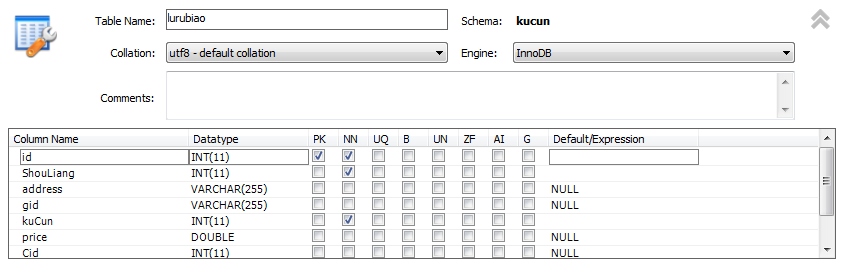 Table Name: lurubiao Schema: kucun
Collation: utf8 - default collation Engine: InnoDB
Comments:
Column Name Datatype PK NN UQ B UN ZF AI G Default/Expression
id INT(11)
ShouLiang INT(11)
address VARCHAR(255) NULL
gid VARCHAR(255) NULL
kuCun INT(11)
price DOUBLE NULL
Cid INT(11) NULL